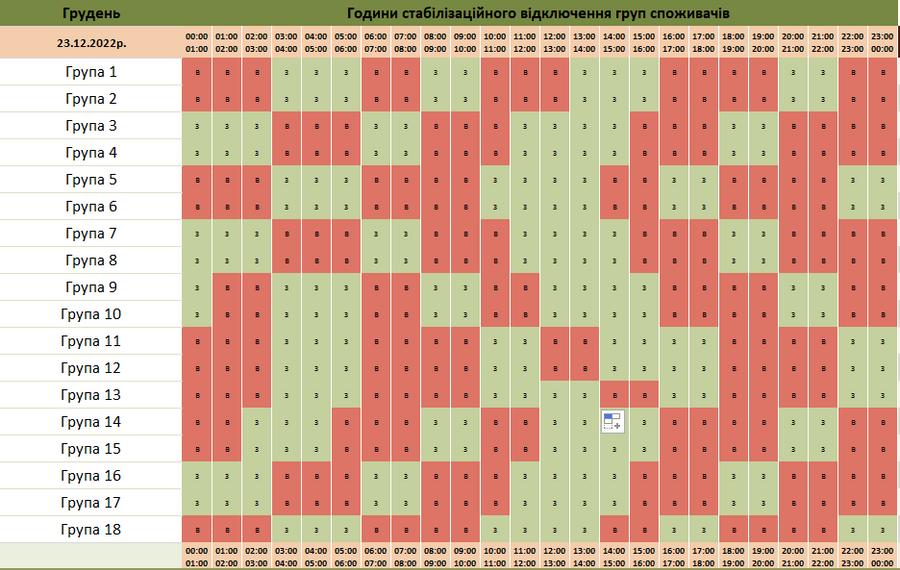 Грудень Години стабілізаційного відключення груп споживачів
23.12.2022р. 00:00 01:00 02:00 03:00 04:00 05:00 06:00 07:00 08:00 09:00 10:00 11:00 12:00 13:00 14:00 15:00 16:00 17:00 18:00 19:00 20:00 21:00 22:00 23:00
01:00 02:00 03:00 04:00 05:00 06:00 07:00 08:00 09:00 10:00 11:00 12:00 13:00 14:00 15:00 16:00 17:00 18:00 19:00 20:00 21:00 22:00 23:00 00:00
Група 1 В В В З З З В В З З В В В З З З В В В В З З В В
Група 2 В В В З З З В В З З В В В З З З В В В В З З В В
Група 3 З З З В В В З З В В В З З З З В В В З З В В В В
Група 4 З З З В В В З З В В В З З З З В В В З З В В В В
Група 5 В В В З З З В В В В З З З З В В З З В В В В З З
Група 6 В В В З З З В В В В З З З З В В З З В В В В З З
Група 7 З З З В В В З З В В В З З З З В В В З З В В В В
Група 8 З З З В В В З З В В В З З З З В В В З З В В В В
Група 9 З В В З З З В В З З В В З З З З В В В В З З В В
Група 10 З В В З З З В В З З В В З З З З В В В В З З В В
Група 11 В В В З З З В В В В З З В В З З З З В В В В З З
Група 12 В В В З З З В В В В З З В В З З З З В В В В З З
Група 13 В В В З З З В В В В З З З З В В З З В В В В З З
Група 14 В В З З З В В В З З В В З З З В В В В З З В В
Група 15 В В З З З В В В З З В В З З З З В В В В З З В В
Група 16 З З З В В В З З В В В З З З З В В В З З В В В В
Група 17 З З З В В В З З В В В З З З З В В В З З В В В В
Група 18 В В В З З З В В В В З З З З В В З З В В В В З З
00:00 01:00 02:00 03:00 04:00 05:00 06:00 07:00 08:00 09:00 10:00 11:00 12:00 13:00 14:00 15:00 16:00 17:00 18:00 19:00 20:00 21:00 22:00 23:00
01:00 02:00 03:00 04:00 05:00 06:00 07:00 08:00 09:00 10:00 11:00 12:00 13:00 14:00 15:00 16:00 17:00 18:00 19:00 20:00 21:00 22:00 23:00 00:00